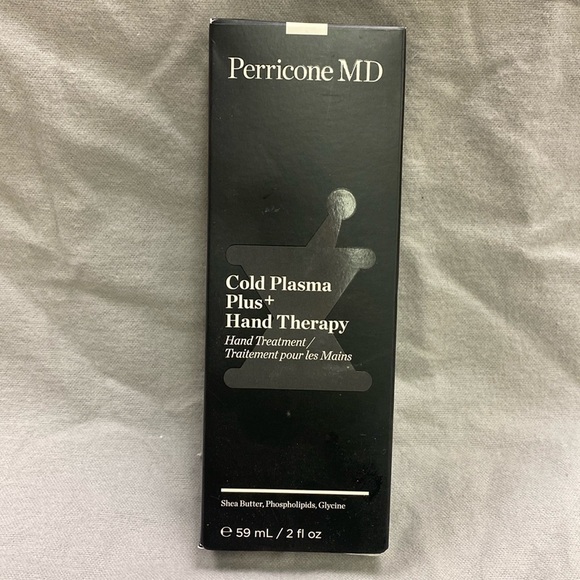 Perricone MD
Cold Plasma
Plus+
Hand Therapy
Hand Treatment /
Traitement pour les Mains
Shea Butter, Phospholipids, Glycine
℮ 59 mL / 2 fl oz